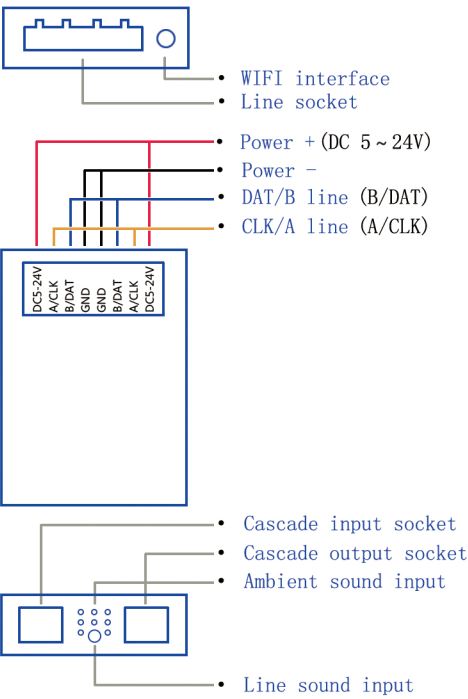 WIFI interface
Line socket
Power +(DC 5~24V)
Power -
DAT/B line (B/DAT)
CLK/A line (A/CLK)
DC5-24V
A/CLK
B/DAT
GND
GND
B/DAT
A/CLK
DC5-24V
Cascade input socket
Cascade output socket
Ambient sound input
Line sound input